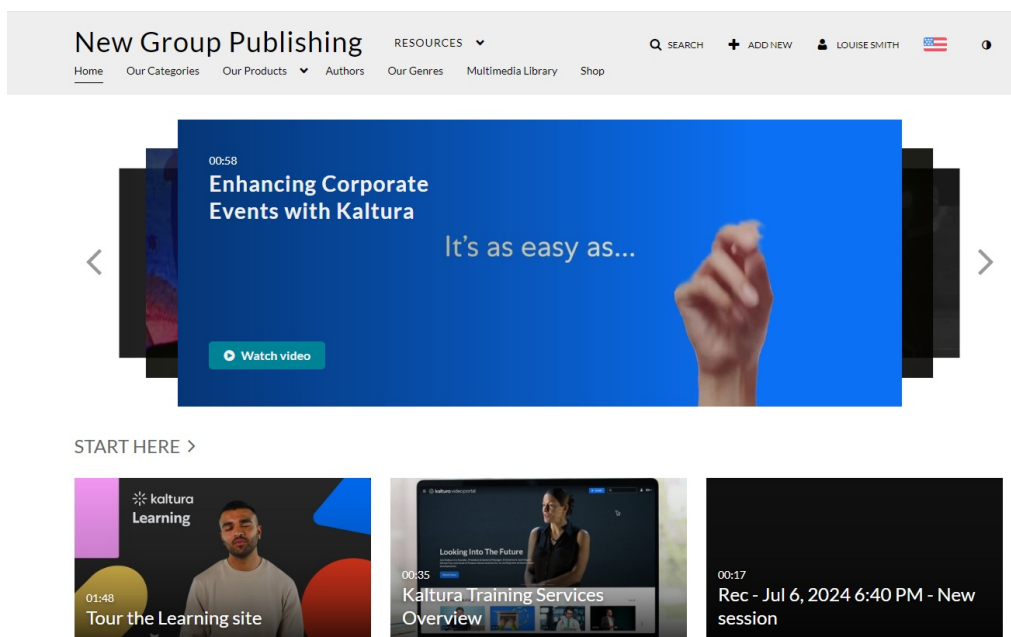 New Group Publishing
RESOURCES
SEARCH
ADD NEW
LOUISE SMITH
Home Our Categories Our Products Authors Our Genres Multimedia Library Shop
00:58
Enhancing Corporate
Events with Kaltura
It's as easy as...
Watch video
START HERE >
kaltura
Learning
01:48
Tour the Learning site
kaltura videoportal
Looking Into The Future
00:35
Kaltura Training Services
Overview
00:17
Rec - Jul 6, 2024 6:40 PM - New
session